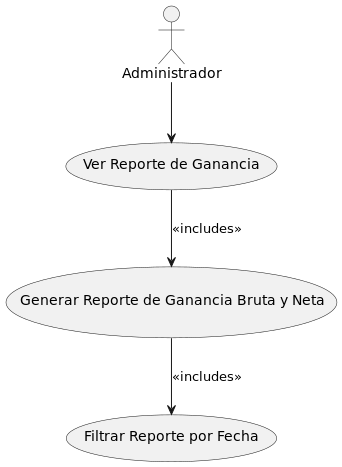 Administrador
Ver Reporte de Ganancia
«includes»
Generar Reporte de Ganancia Bruta y Neta
«includes»
Filtrar Reporte por Fecha